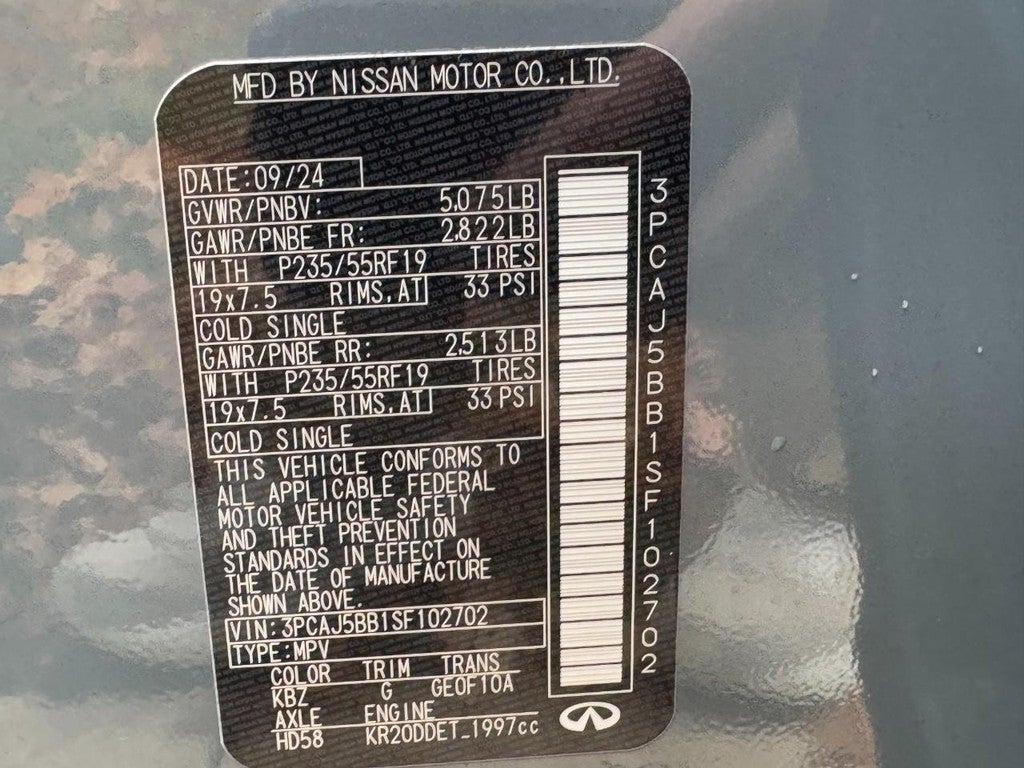 MFD BY NISSAN MOTOR CO.,LTD.
DATE:09/24
GVWR/PNBV: 5,075LB
GAWR/PNBE FR: 2,822LB
WITH P235/55RF19 TIRES
19x7.5 RIMS,AT 33 PSI
COLD SINGLE
GAWR/PNBE RR: 2,513LB
WITH P235/55RF19 TIRES
19x7.5 RIMS,AT 33 PSI
COLD SINGLE
THIS VEHICLE CONFORMS TO
ALL APPLICABLE FEDERAL
MOTOR VEHICLE SAFETY
AND THEFT PREVENTION
STANDARDS IN EFFECT ON
THE DATE OF MANUFACTURE
SHOWN ABOVE.
VIN:3PCAJ5BB1SF102702
TYPE:MPV
COLOR TRIM TRANS
KBZ G GE0F10A
AXLE ENGINE
HD58 KR20DDET_1997cc
3PCAJ5BB1SF102702